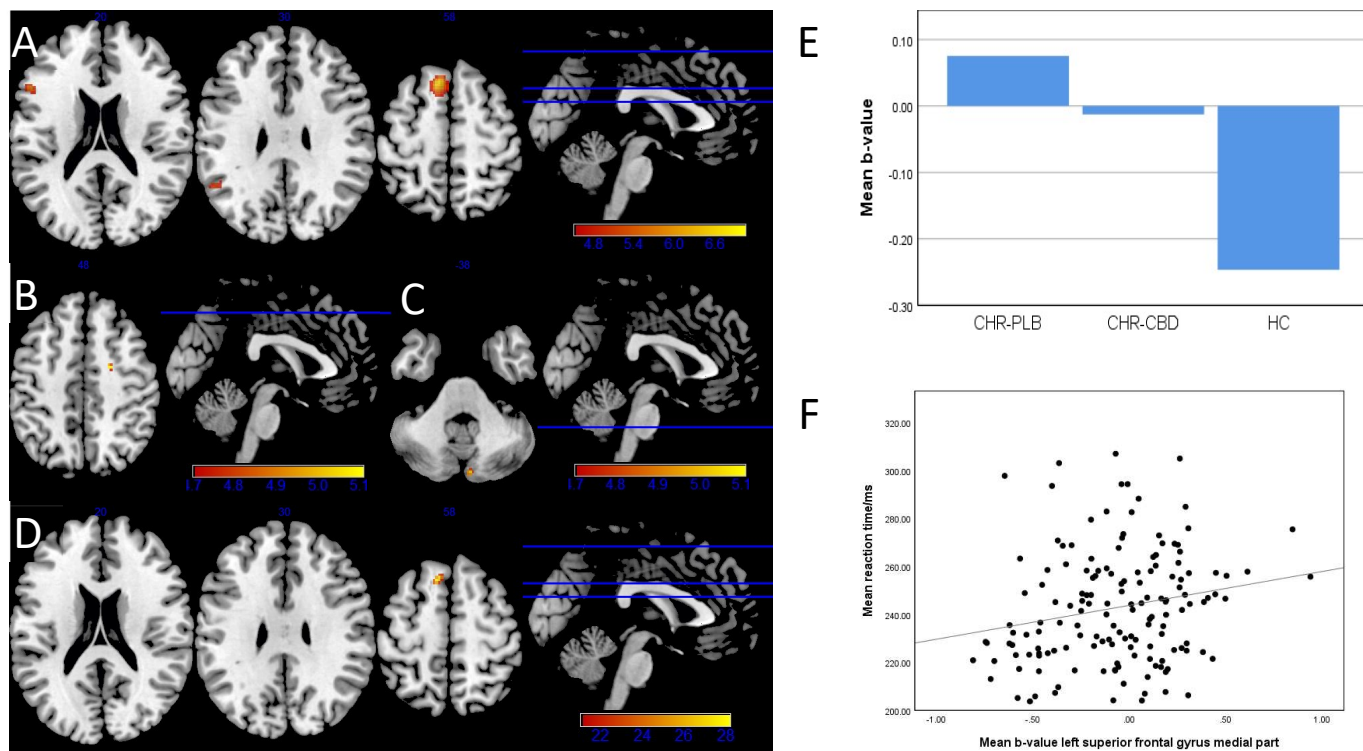 A
20
30
58
4.8 5.4 6.0 6.6
B
48
C
-38
I.7 4.8 4.9 5.0 5.1
I.7 4.8 4.9 5.0 5.1
D
20
30
58
22 24 26 28
E
Mean b-value
0.10
0.00
-0.10
-0.20
-0.30
CHR-PLB CHR-CBD HC
F
Mean reaction time/ms
320.00
300.00
280.00
260.00
240.00
220.00
200.00
-1.00 -.50 .00 .50 1.00
Mean b-value left superior frontal gyrus medial part